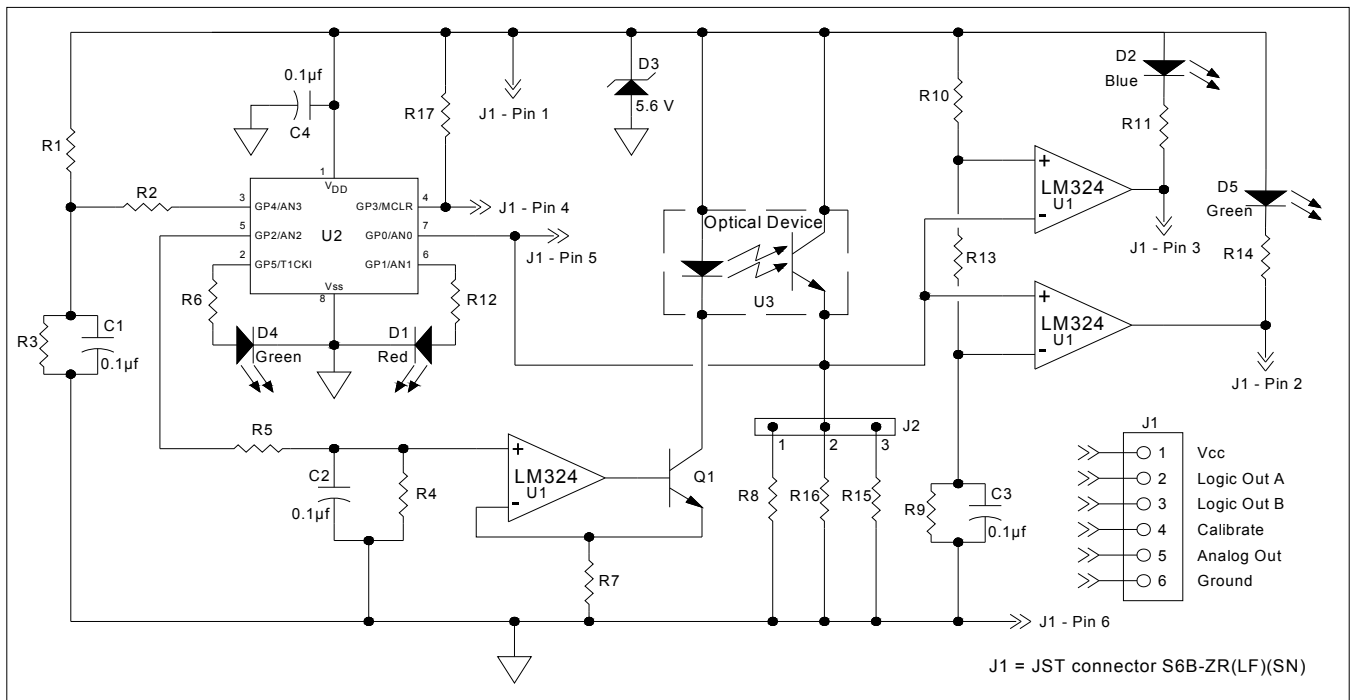 D3
5.6 V
D2
Blue
0.1µf
C4
R17
J1 - Pin 1
R10
R11
R1
R2
1
VDD
3
GP4/AN3
GP3/MCLR
4
J1 - Pin 4
5
GP2/AN2
U2
GP0/AN0
7
J1 - Pin 5
2
GP5/T1CKI
GP1/AN1
6
Vss
8
Optical Device
U3
+
LM324
U1
-
J1 - Pin 3
D5
Green
R14
R13
R6
D4
Green
D1
Red
R12
R3
C1
0.1µf
+
LM324
U1
-
J1 - Pin 2
R5
C2
0.1µf
R4
+
LM324
U1
-
Q1
R7
J2
1
2
3
R8
R16
R15
R9
C3
0.1µf
J1
1 Vcc
2 Logic Out A
3 Logic Out B
4 Calibrate
5 Analog Out
6 Ground
J1 - Pin 6
J1 = JST connector S6B-ZR(LF)(SN)